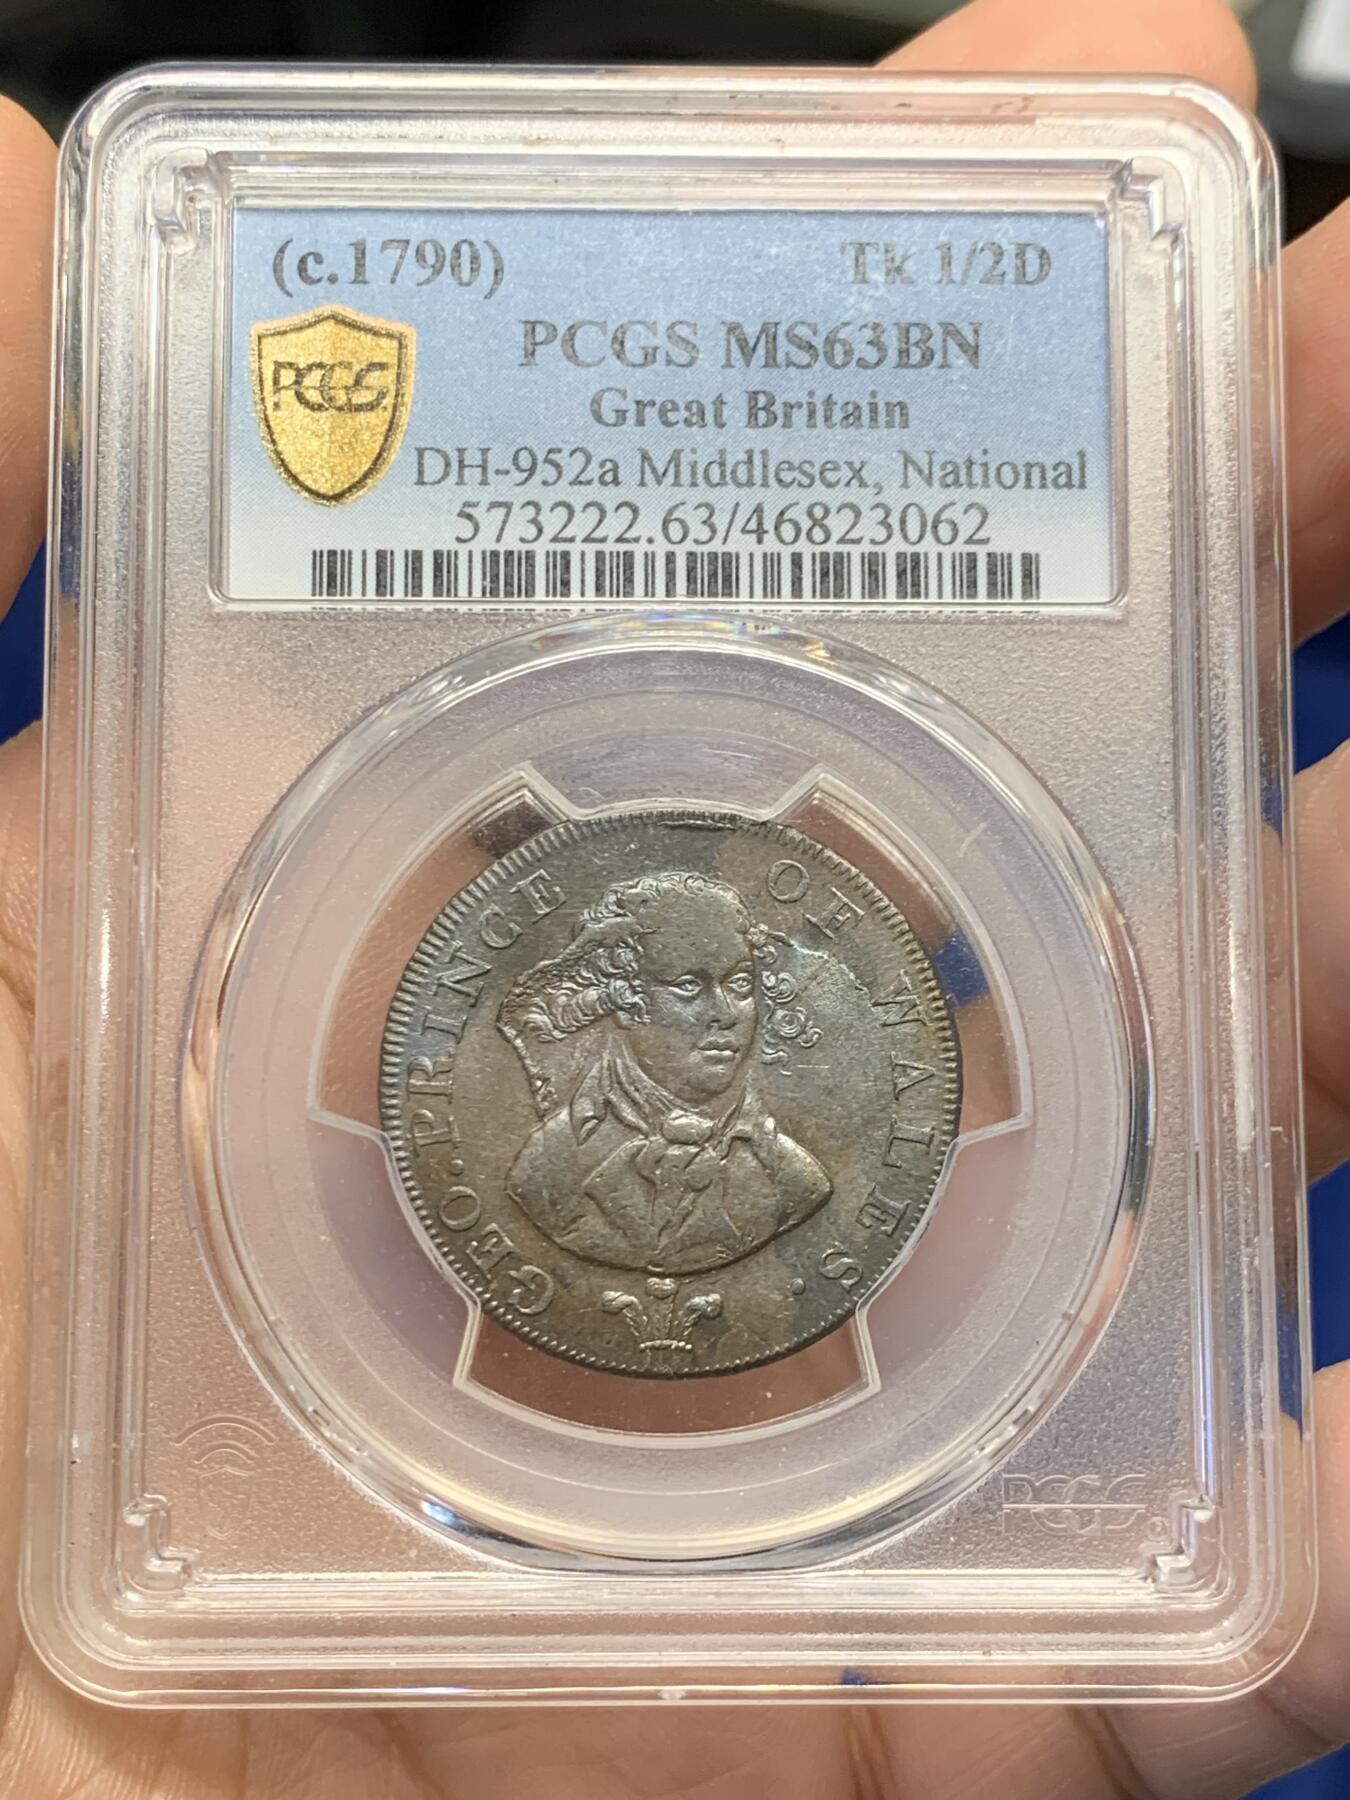 (c.1790) Tk 1/2D
PCGS MS63BN
PCGS
Great Britain
DH-952a Middlesex, National
573222.63/46823062
GEO. PRINCE OF WALES.
PCGS